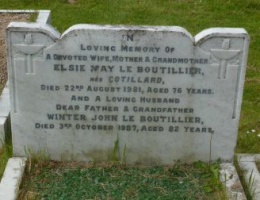 In
Loving Memory Of
A Devoted Wife, Mother & Grandmother
Elsie May Le Boutillier,
née Cotillard,
Died 22nd August 1981, Aged 76 Years.
And A Loving Husband
Dear Father & Grandfather
Winter John Le Boutillier,
Died 3rd October 1987, Aged 82 Years.